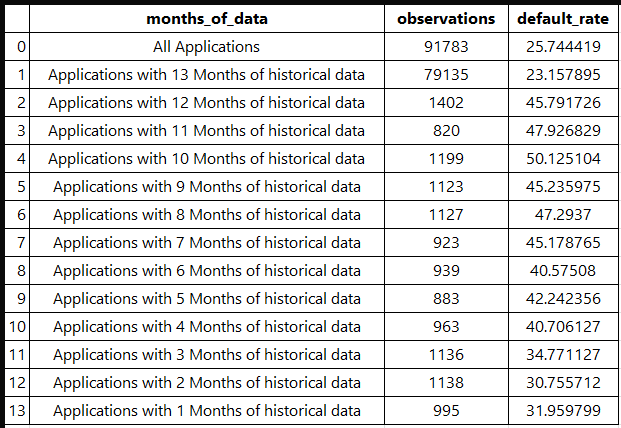 months_of_data observations default_rate
0 All Applications 91783 25.744419
1 Applications with 13 Months of historical data 79135 23.157895
2 Applications with 12 Months of historical data 1402 45.791726
3 Applications with 11 Months of historical data 820 47.926829
4 Applications with 10 Months of historical data 1199 50.125104
5 Applications with 9 Months of historical data 1123 45.235975
6 Applications with 8 Months of historical data 1127 47.2937
7 Applications with 7 Months of historical data 923 45.178765
8 Applications with 6 Months of historical data 939 40.57508
9 Applications with 5 Months of historical data 883 42.242356
10 Applications with 4 Months of historical data 963 40.706127
11 Applications with 3 Months of historical data 1136 34.771127
12 Applications with 2 Months of historical data 1138 30.755712
13 Applications with 1 Months of historical data 995 31.959799